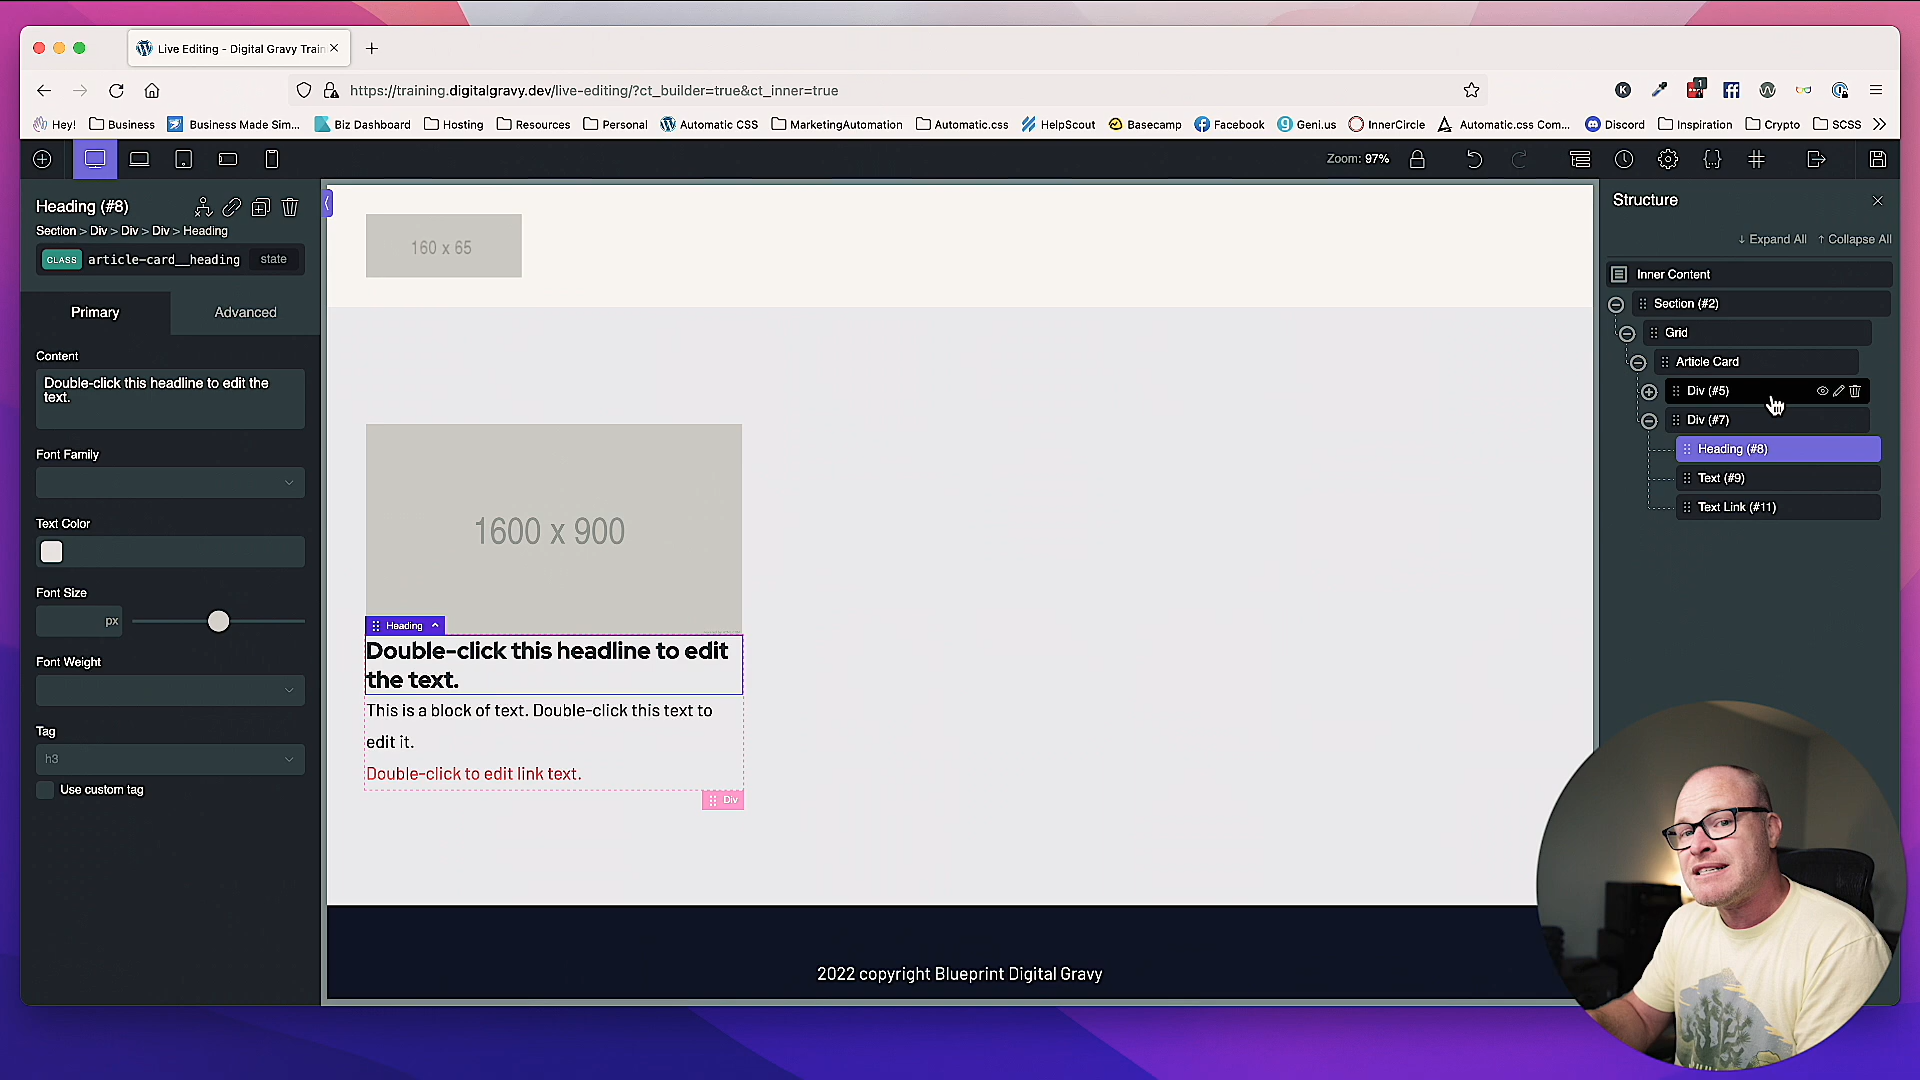 Live Editing - Digital Gravy Train
https://training.digitalgravy.dev/live-editing/?ct_builder=true&ct_inner=true
Hey!
Business
Business Made Sim...
Biz Dashboard
Hosting
Resources
Personal
Automatic CSS
MarketingAutomation
Automatic.css
HelpScout
Basecamp
Facebook
Geni.us
InnerCircle
Automatic.css Com...
Discord
Inspiration
Crypto
SCSS
Zoom: 97%
Heading (#8)
Section > Div > Div > Div > Heading
CLASS article-card__heading state
Primary
Advanced
Content
Double-click this headline to edit the
text.
Font Family
Text Color
Font Size
px
Font Weight
Tag
h3
Use custom tag
160 x 65
1600 x 900
Heading
Double-click this headline to edit
the text.
This is a block of text. Double-click this text to
edit it.
Double-click to edit link text.
Div
2022 copyright Blueprint Digital Gravy
Structure
↓ Expand All
↑ Collapse All
Inner Content
Section (#2)
Grid
Article Card
Div (#5)
Div (#7)
Heading (#8)
Text (#9)
Text Link (#11)